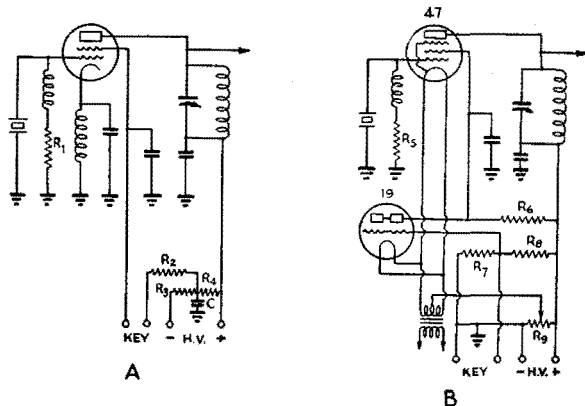 47
R1
R5
19
R6
R2
R3
R4
C
R7
R8
R9
KEY - H.V. +
KEY - H.V. +
A
B